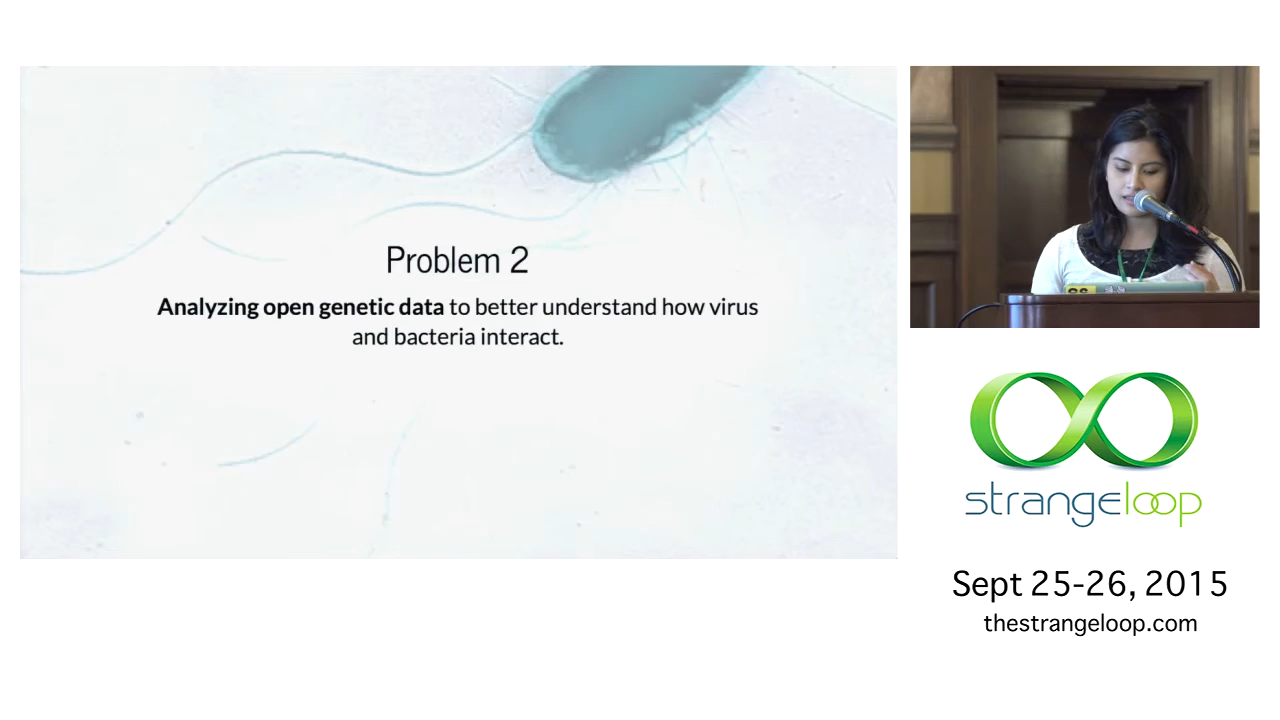 Problem 2
Analyzing open genetic data to better understand how virus
and bacteria interact.
strangeloop
Sept 25-26, 2015
thestrangeloop.com